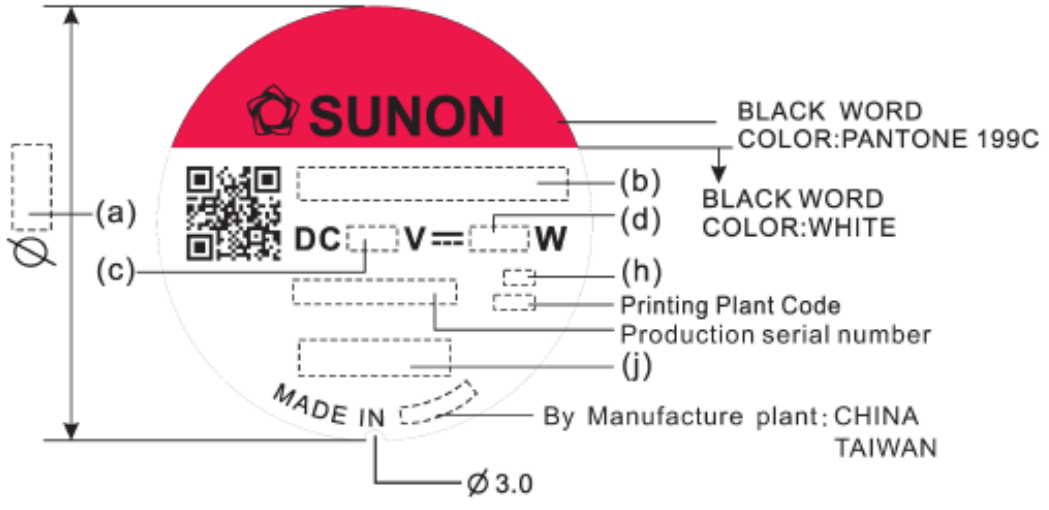 SUNON
BLACK WORD
COLOR:PANTONE 199C
(b)
BLACK WORD
COLOR:WHITE
(a)
(d)
DC V W
(c)
(h)
Printing Plant Code
Production serial number
(j)
MADE IN
By Manufacture plant: CHINA
TAIWAN
Ø
Ø 3.0